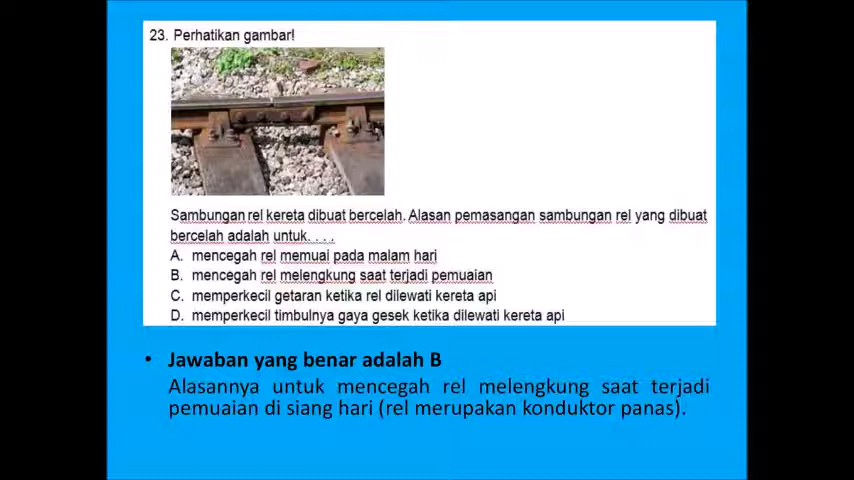 23. Perhatikan gambar!
Sambungan rel kereta dibuat bercelah. Alasan pemasangan sambungan rel yang dibuat
bercelah adalah untuk. . . .
A. mencegah rel memuai pada malam hari
B. mencegah rel melengkung saat terjadi pemuaian
C. memperkecil getaran ketika rel dilewati kereta api
D. memperkecil timbulnya gaya gesek ketika dilewati kereta api
• Jawaban yang benar adalah B
Alasannya untuk mencegah rel melengkung saat terjadi
pemuaian di siang hari (rel merupakan konduktor panas).